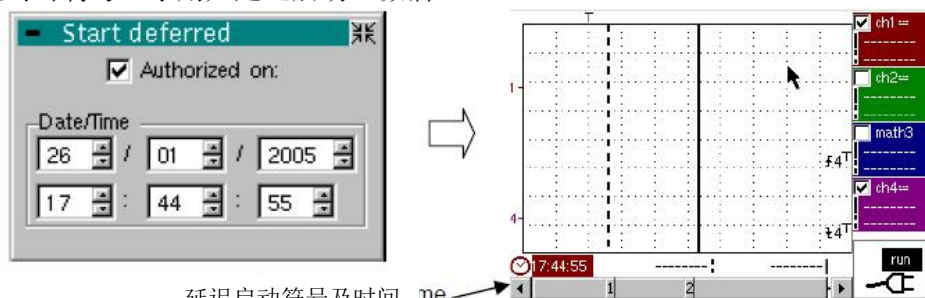 Start deferred
Authorized on:
Date/Time
26 / 01 / 2005
17 : 44 : 55
T
1
4
ch1
--------
--------
ch2
--------
--------
math3
--------
--------
ch4
--------
--------
4T
4T
17:44:55
--------
--------
1
2
run
延迟启动符号及时间
me